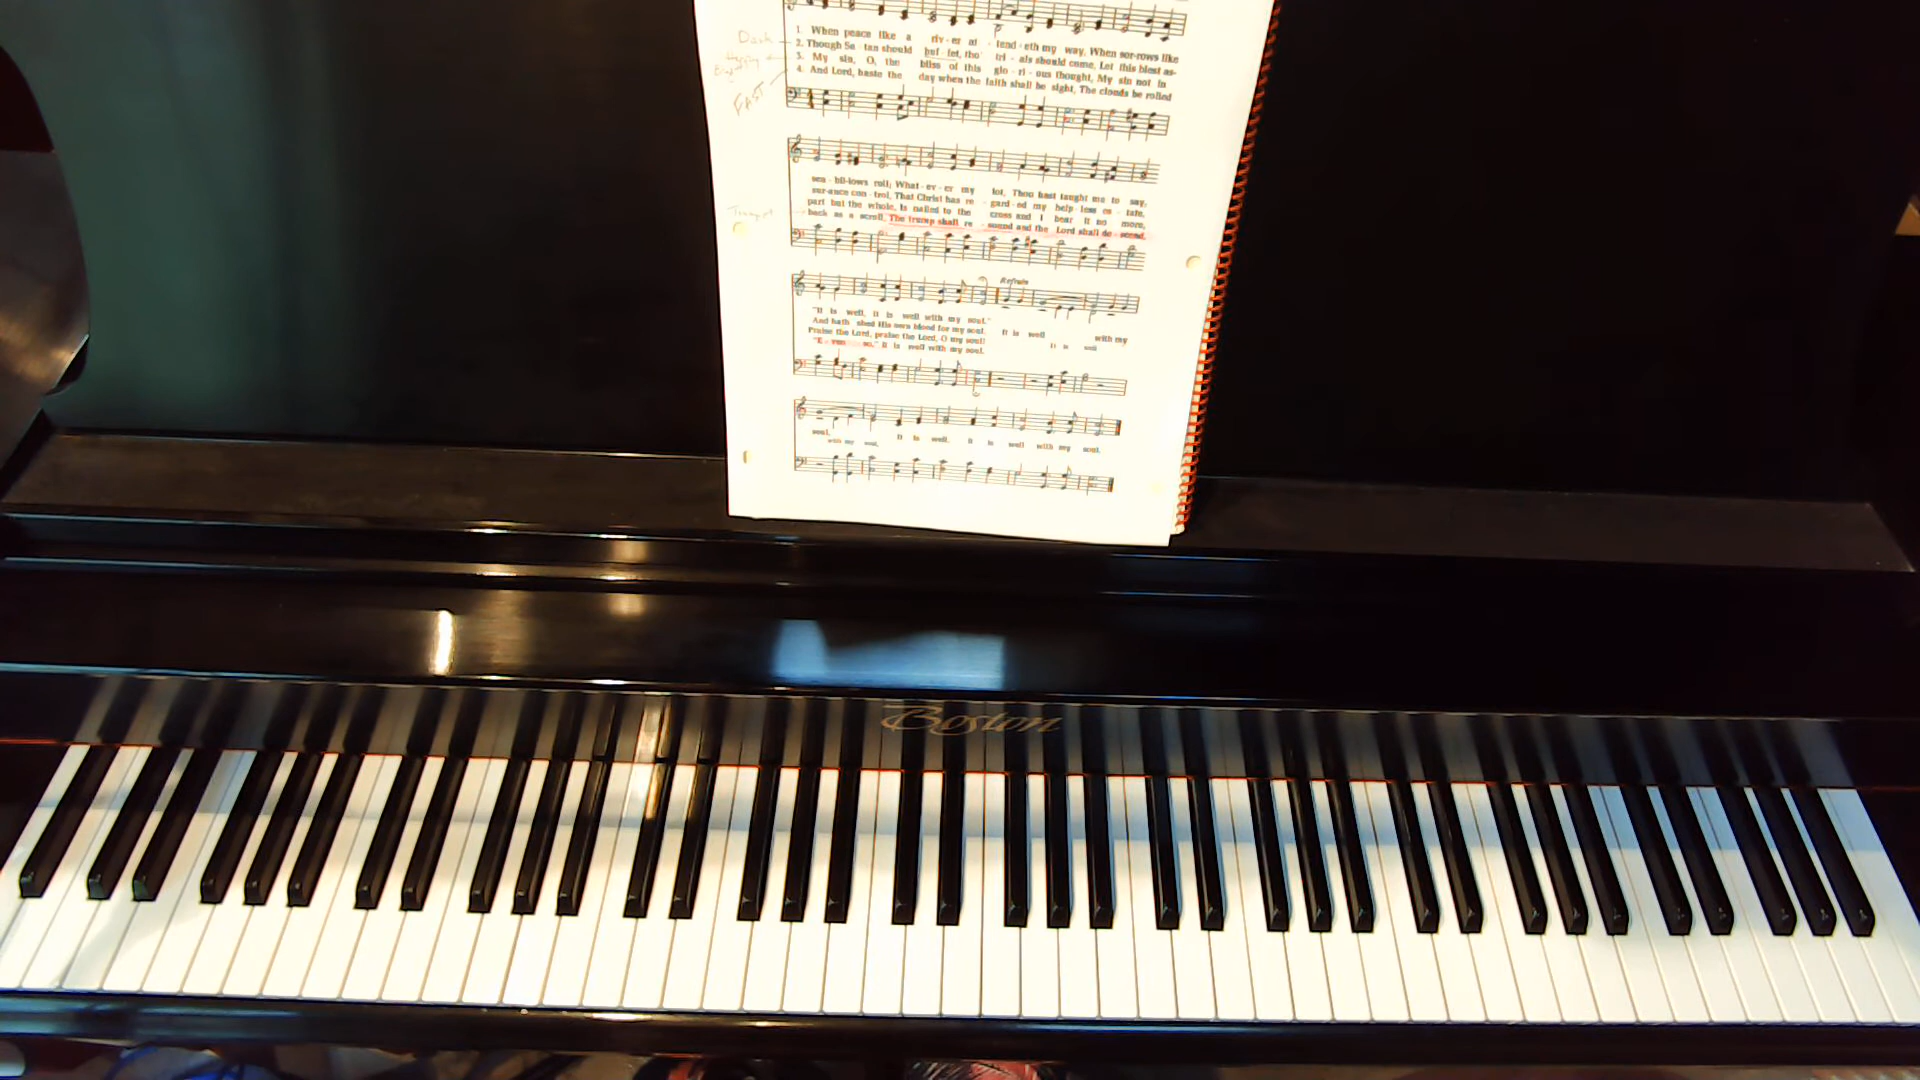 1. When peace like a riv - er at - tend - eth my way, When sor-rows like
Dark
2. Though Sa - tan should buf - fet, tho' tri - als should come, Let this blest as-
3. My sin, O, the bliss of this glo - ri - ous thought, My sin not in
4. And Lord, haste the day when the faith shall be sight, The clouds be rolled
FAST
sea - bil-lows roll; What - ev - er my lot, Thou hast taught me to say,
sur-ance con - trol, That Christ has re - gard - ed my help - less es - tate,
part but the whole, Is nailed to the cross and I bear it no more,
Trumpet
back as a scroll, The trump shall re - sound and the Lord shall de - scend,
Refrain
"It is well, it is well with my soul."
And hath shed His own blood for my soul. It is well with my
Praise the Lord, praise the Lord, O my soul! It is well
"E - ven so," it is well with my soul.
soul, It is well, it is well with my soul.
with my soul,
Boston